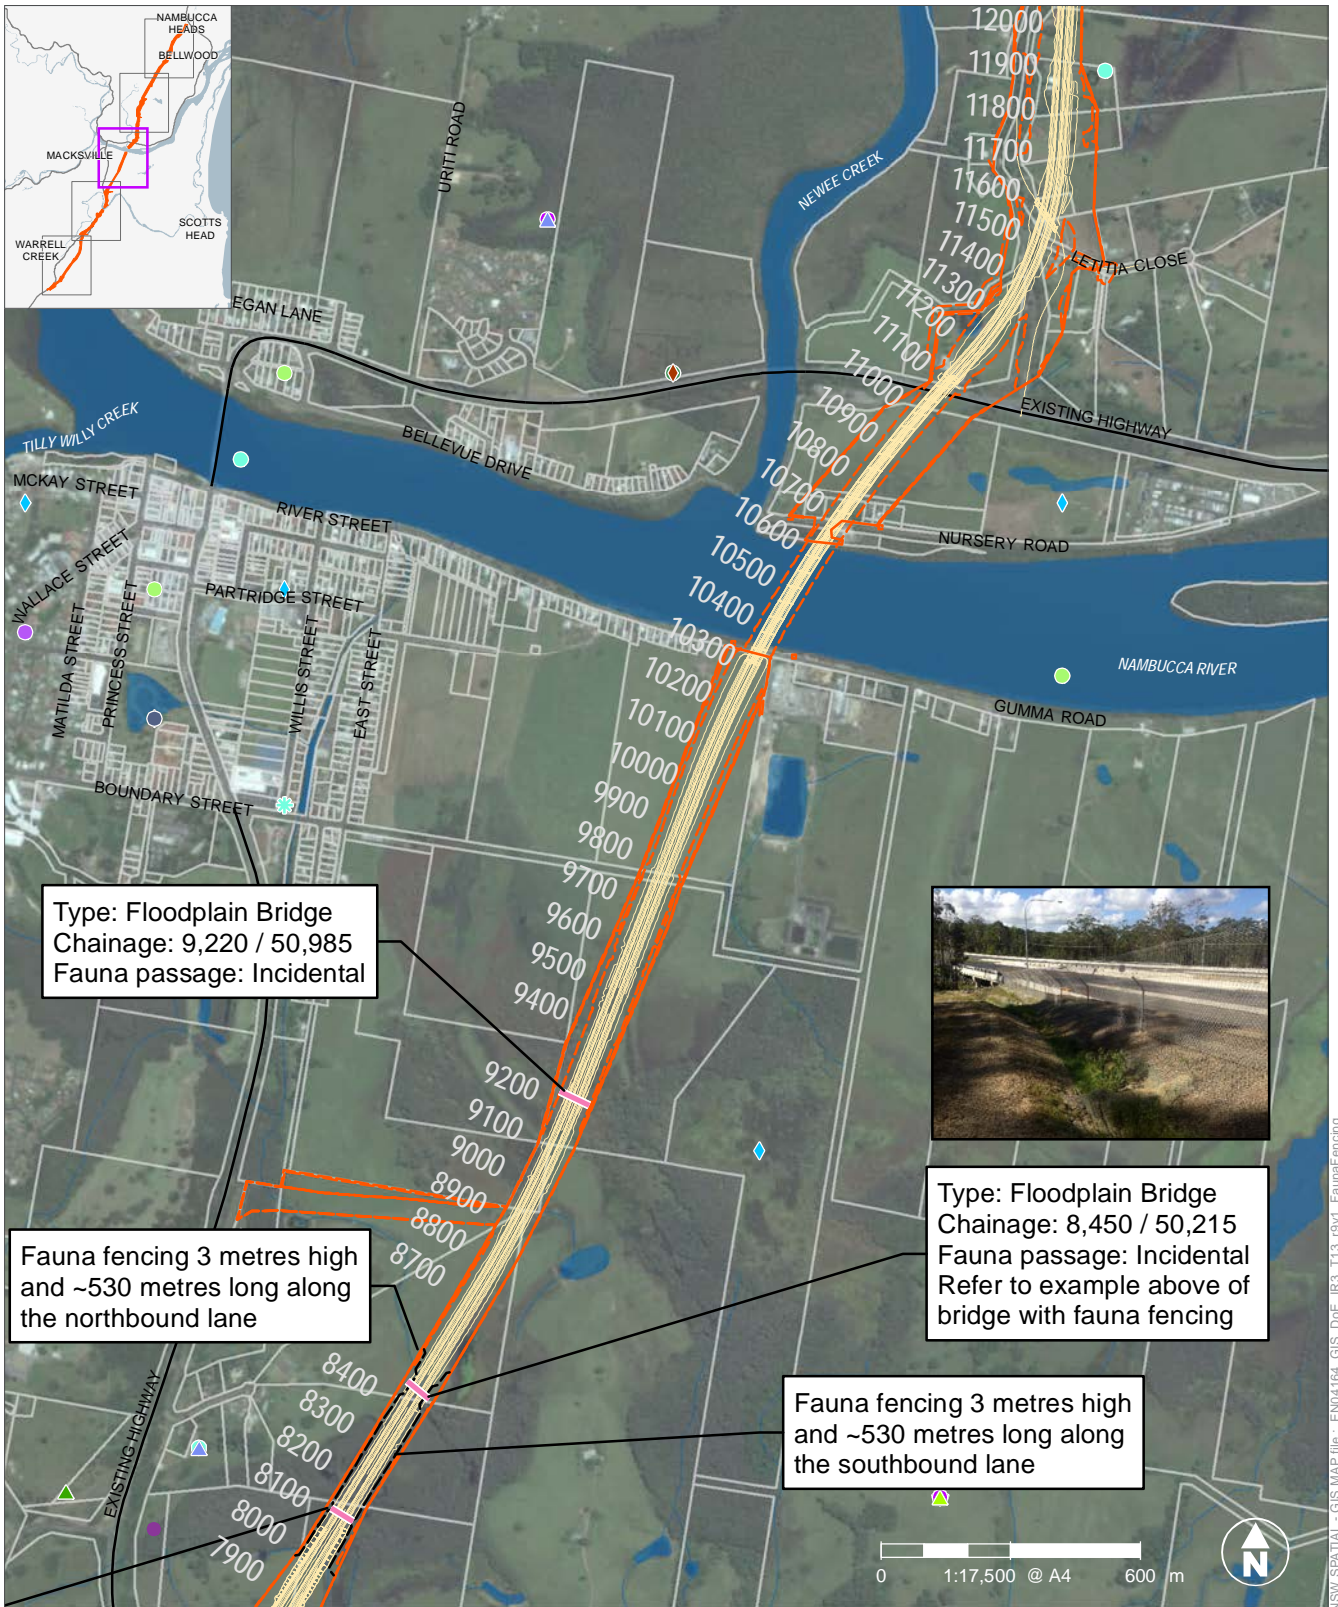 NAMBUCCA
HEADS
BELLWOOD
MACKSVILLE
SCOTTS
HEAD
WARRELL
CREEK
12000
11900
11800
11700
11600
11500
11400
11300
11200
11100
11000
10900
10800
10700
10600
10500
10400
10300
10200
10100
10000
9900
9800
9700
9600
9500
9400
9200
9100
9000
8900
8800
8700
8400
8300
8200
8100
8000
7900
URITI ROAD
NEWEE CREEK
LETITIA CLOSE
EGAN LANE
EXISTING HIGHWAY
TILLY WILLY CREEK
BELLEVUE DRIVE
MCKAY STREET
RIVER STREET
NURSERY ROAD
WALLACE STREET
PARTRIDGE STREET
MATILDA STREET
PRINCESS STREET
WILLIS STREET
EAST STREET
NAMBUCCA RIVER
GUMMA ROAD
BOUNDARY STREET
Type: Floodplain Bridge
Chainage: 9,220 / 50,985
Fauna passage: Incidental
Type: Floodplain Bridge
Chainage: 8,450 / 50,215
Fauna passage: Incidental
Refer to example above of
bridge with fauna fencing
Fauna fencing 3 metres high
and ~530 metres long along
the northbound lane
EXISTING HIGHWAY
Fauna fencing 3 metres high
and ~530 metres long along
the southbound lane
0 1:17,500 @ A4 600 m
N
NSW SPATIAL - GIS MAP file : EN04164_GIS_DoE_IR3_T13_r9v1_FaunaFencing